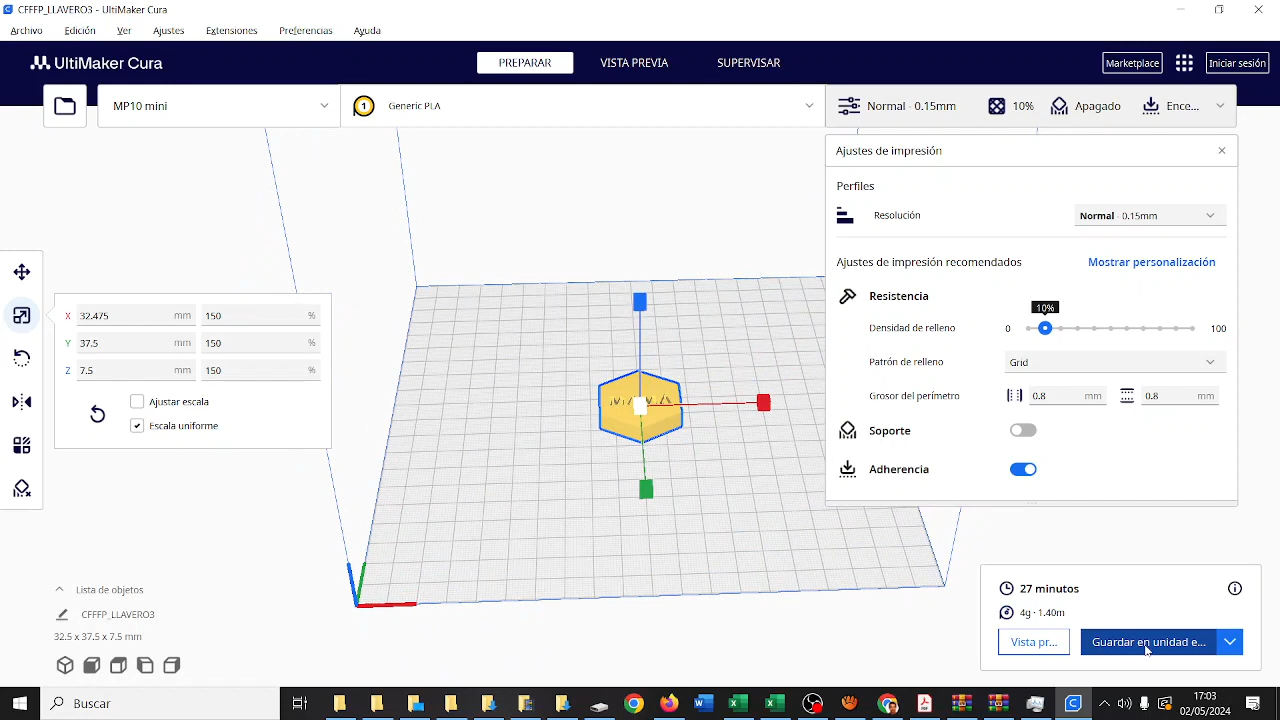 CFFFP_LLAVERO3 - UltiMaker Cura
Archivo Edición Ver Ajustes Extensiones Preferencias Ayuda
UltiMaker Cura
PREPARAR VISTA PREVIA SUPERVISAR
Marketplace Iniciar sesión
MP10 mini
1 Generic PLA
Normal - 0.15mm 10% Apagado Ence...
Ajustes de impresión
Perfiles
Resolución Normal - 0.15mm
Ajustes de impresión recomendados Mostrar personalización
Resistencia
10%
Densidad de relleno 0 100
Patrón de relleno Grid
Grosor del perímetro 0.8 mm 0.8 mm
Soporte
Adherencia
X 32.475 mm 150 %
Y 37.5 mm 150 %
Z 7.5 mm 150 %
Ajustar escala
Escala uniforme
Lista de objetos
CFFFP_LLAVERO3
32.5 x 37.5 x 7.5 mm
27 minutos
4g · 1.40m
Vista pr... Guardar en unidad e...
Buscar
17:03
02/05/2024